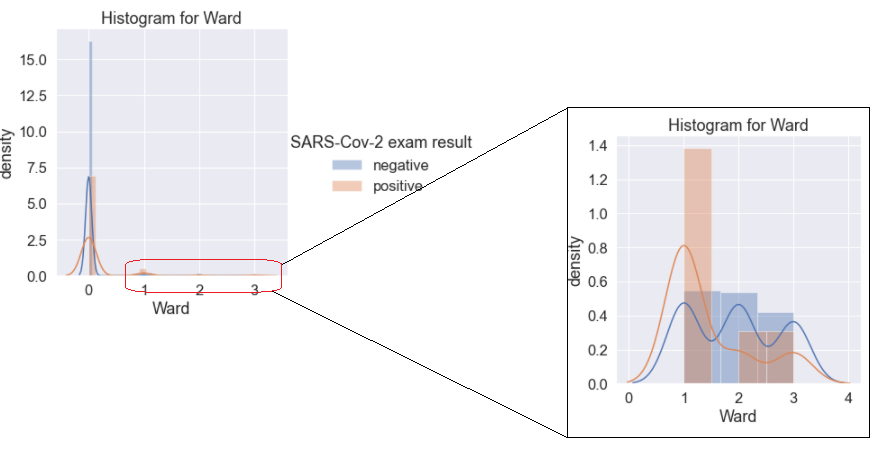 Histogram for Ward
15.0
12.5
10.0
7.5
5.0
2.5
0.0
density
0 1 2 3
Ward
SARS-Cov-2 exam result
negative
positive
Histogram for Ward
1.4
1.2
1.0
0.8
0.6
0.4
0.2
0.0
density
0 1 2 3 4
Ward